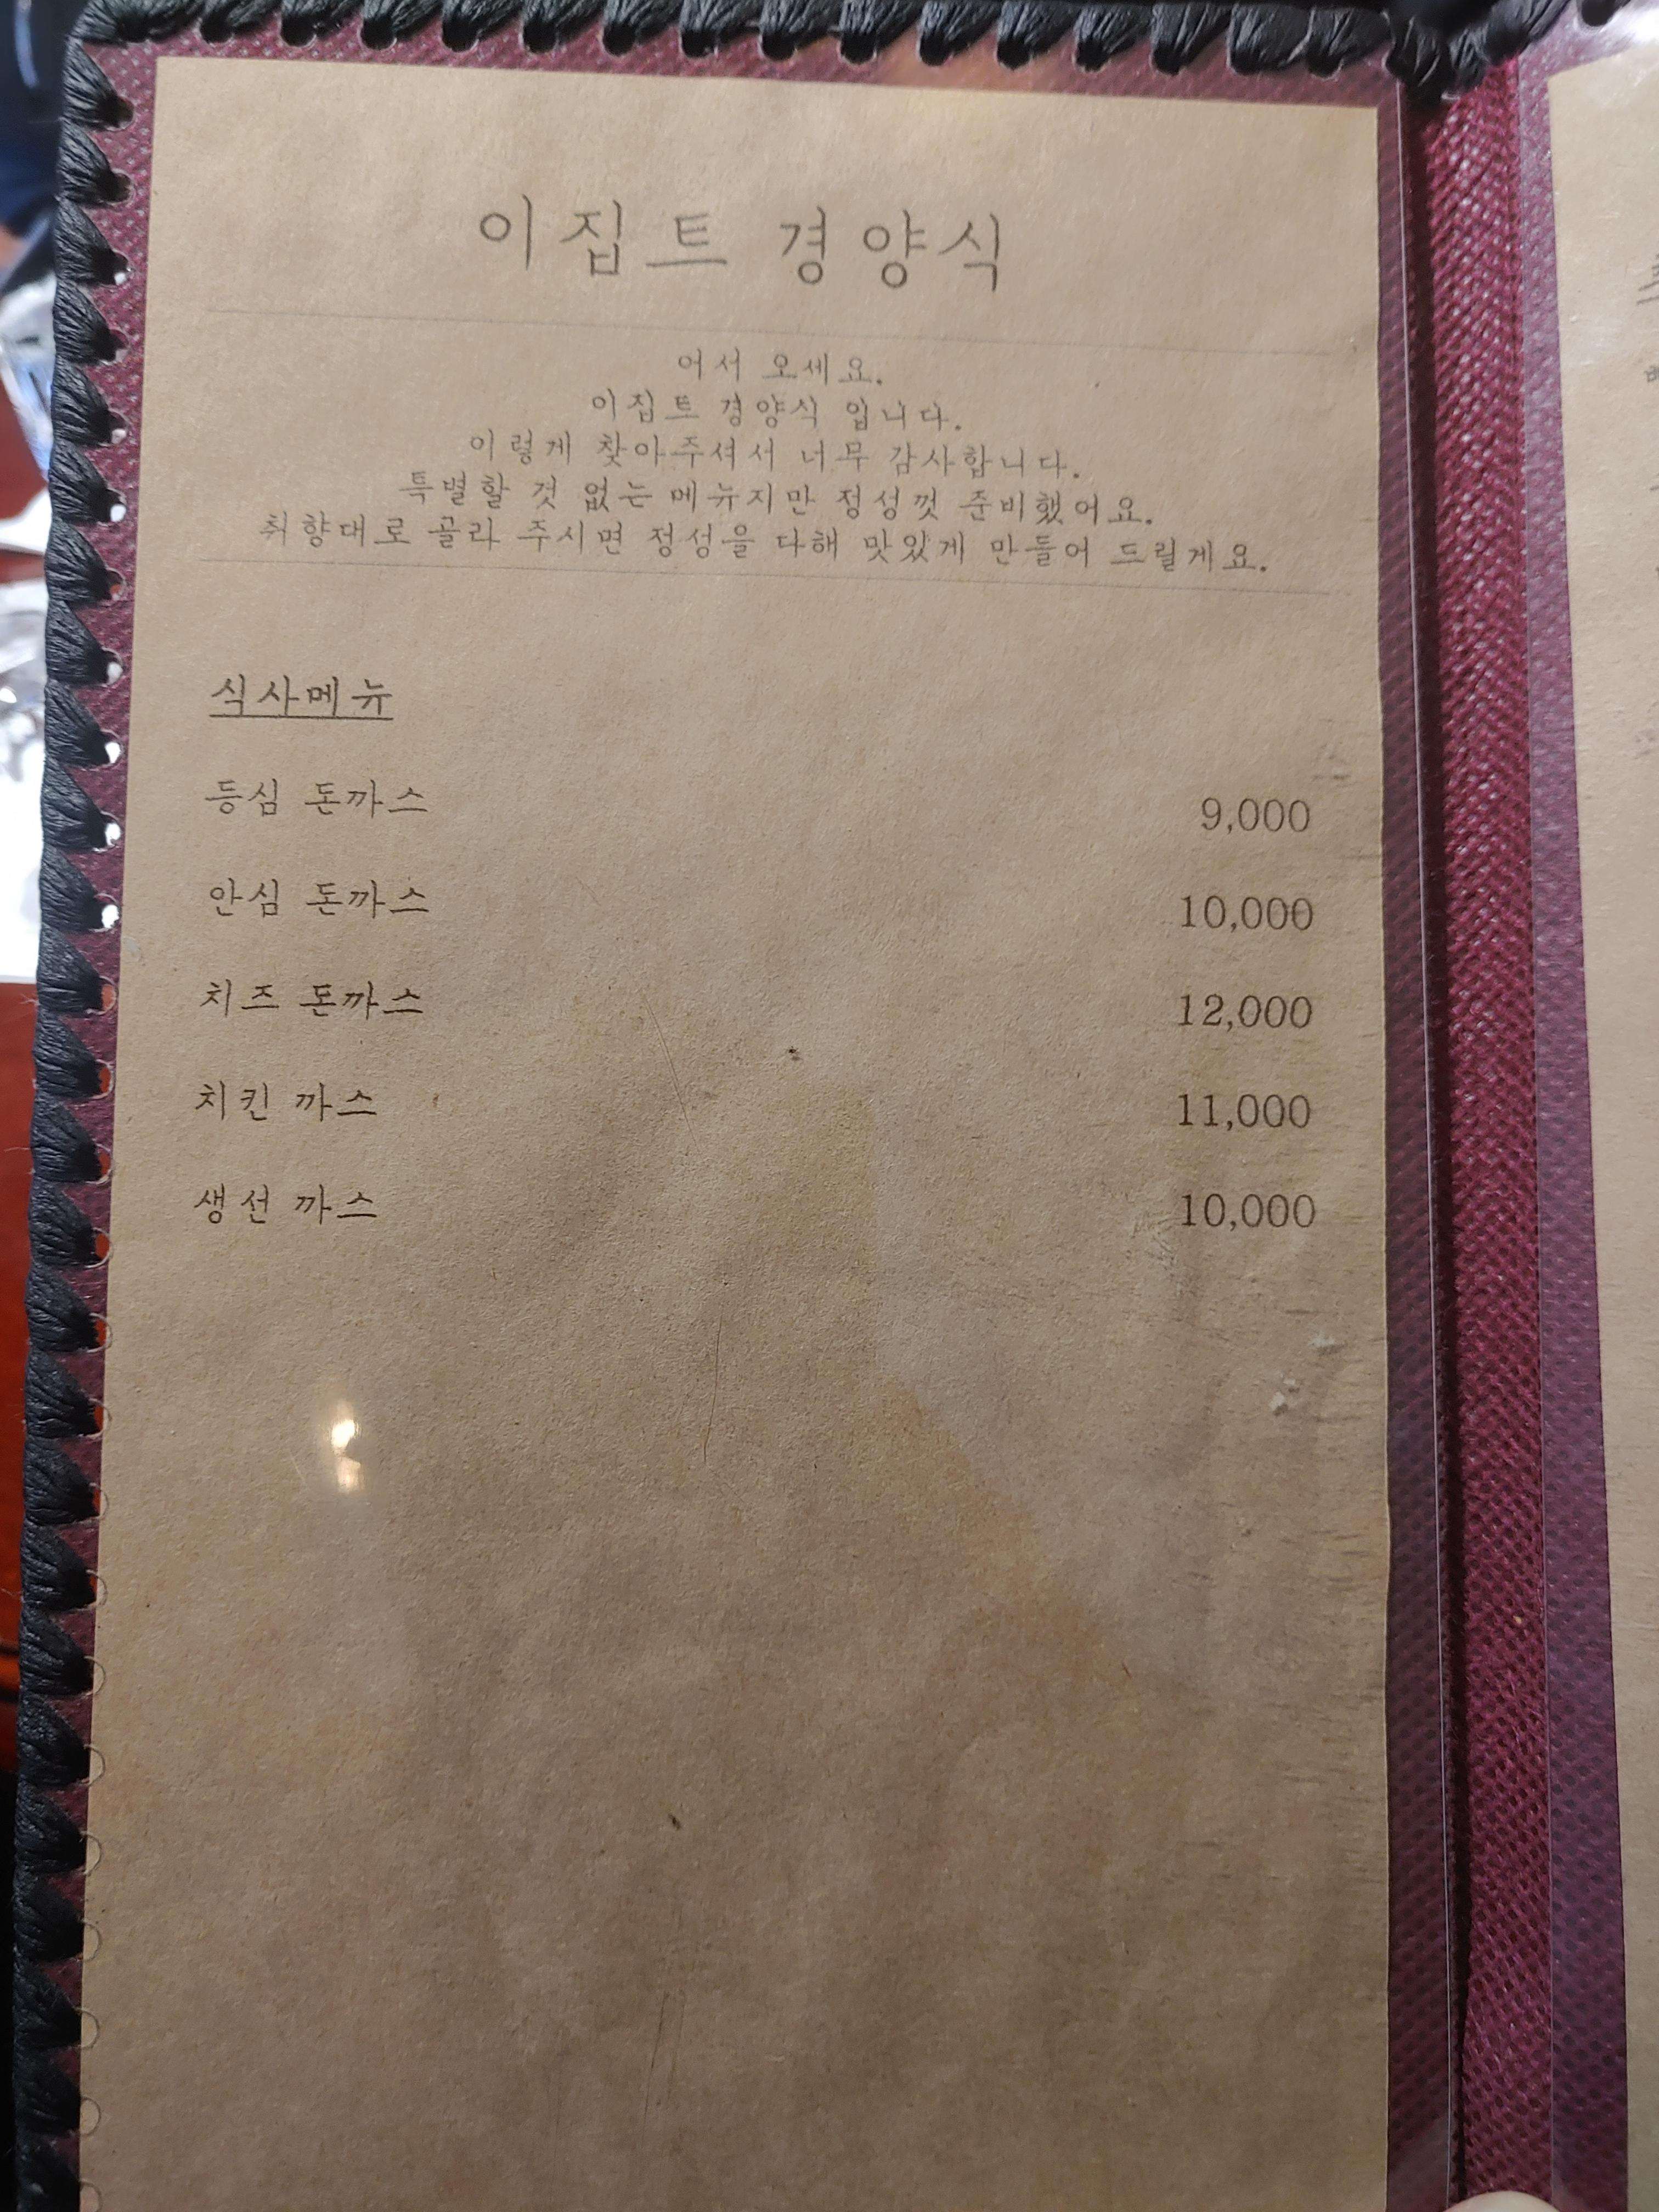 이집트 경양식
어서 오세요.
이집트 경양식 입니다.
이렇게 찾아주셔서 너무 감사합니다.
특별할 것 없는 메뉴지만 정성껏 준비했어요.
취향대로 골라 주시면 정성을 다해 맛있게 만들어 드릴게요.
식사메뉴
등심 돈까스 9,000
안심 돈까스 10,000
치즈 돈까스 12,000
치킨 까스 11,000
생선 까스 10,000